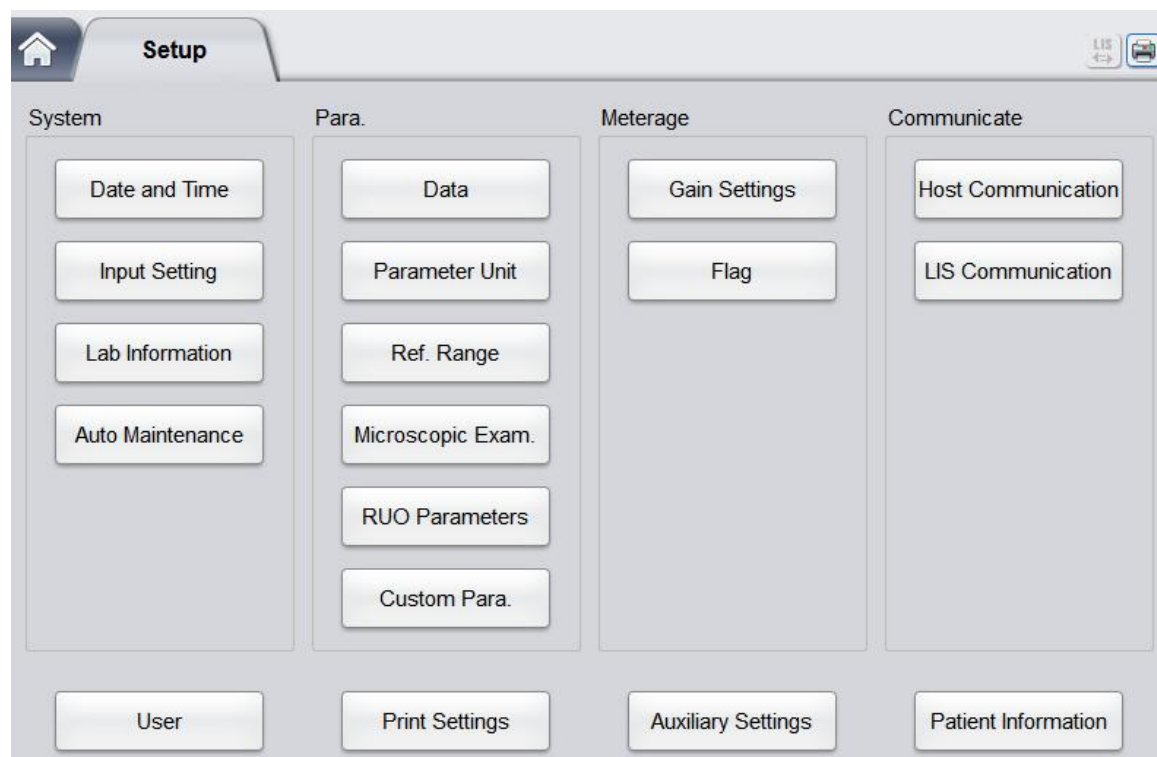 Setup
LIS
System
Para.
Meterage
Communicate
Date and Time
Data
Gain Settings
Host Communication
Input Setting
Parameter Unit
Flag
LIS Communication
Lab Information
Ref. Range
Auto Maintenance
Microscopic Exam.
RUO Parameters
Custom Para.
User
Print Settings
Auxiliary Settings
Patient Information